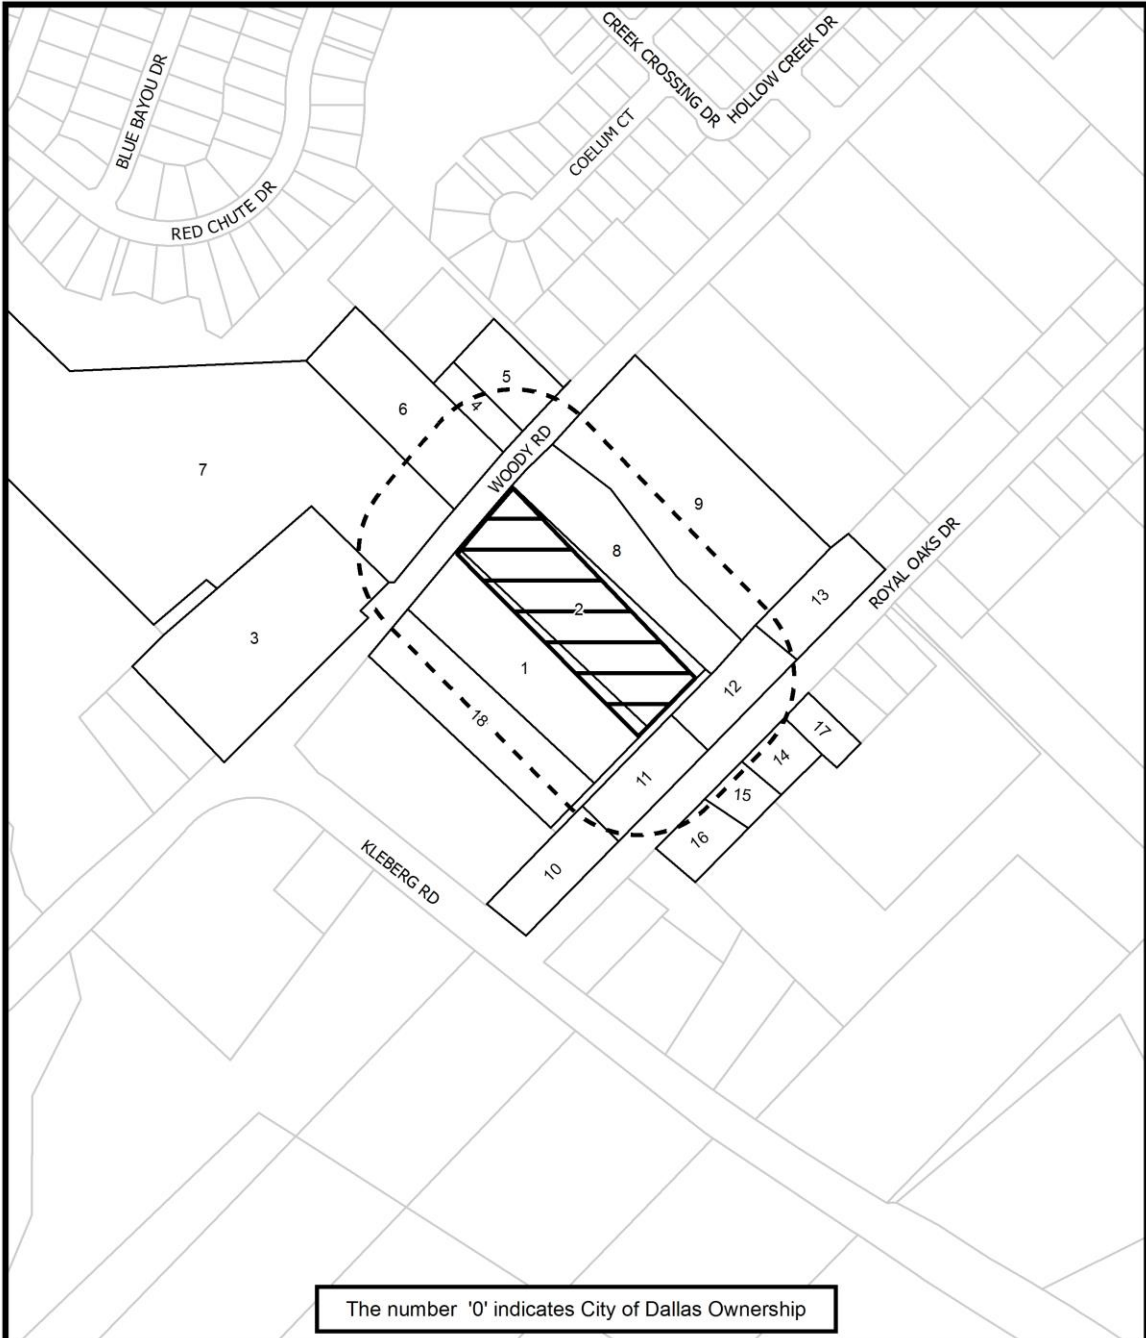 CREEK CROSSING DR
HOLLOW CREEK DR
BLUE BAYOU DR
COELUM CT
RED CHUTE DR
5
4
6
WOODY RD
7
9
8
ROYAL OAKS DR
13
2
3
1
12
18
17
14
11
15
16
KLEBERG RD
10
The number '0' indicates City of Dallas Ownership